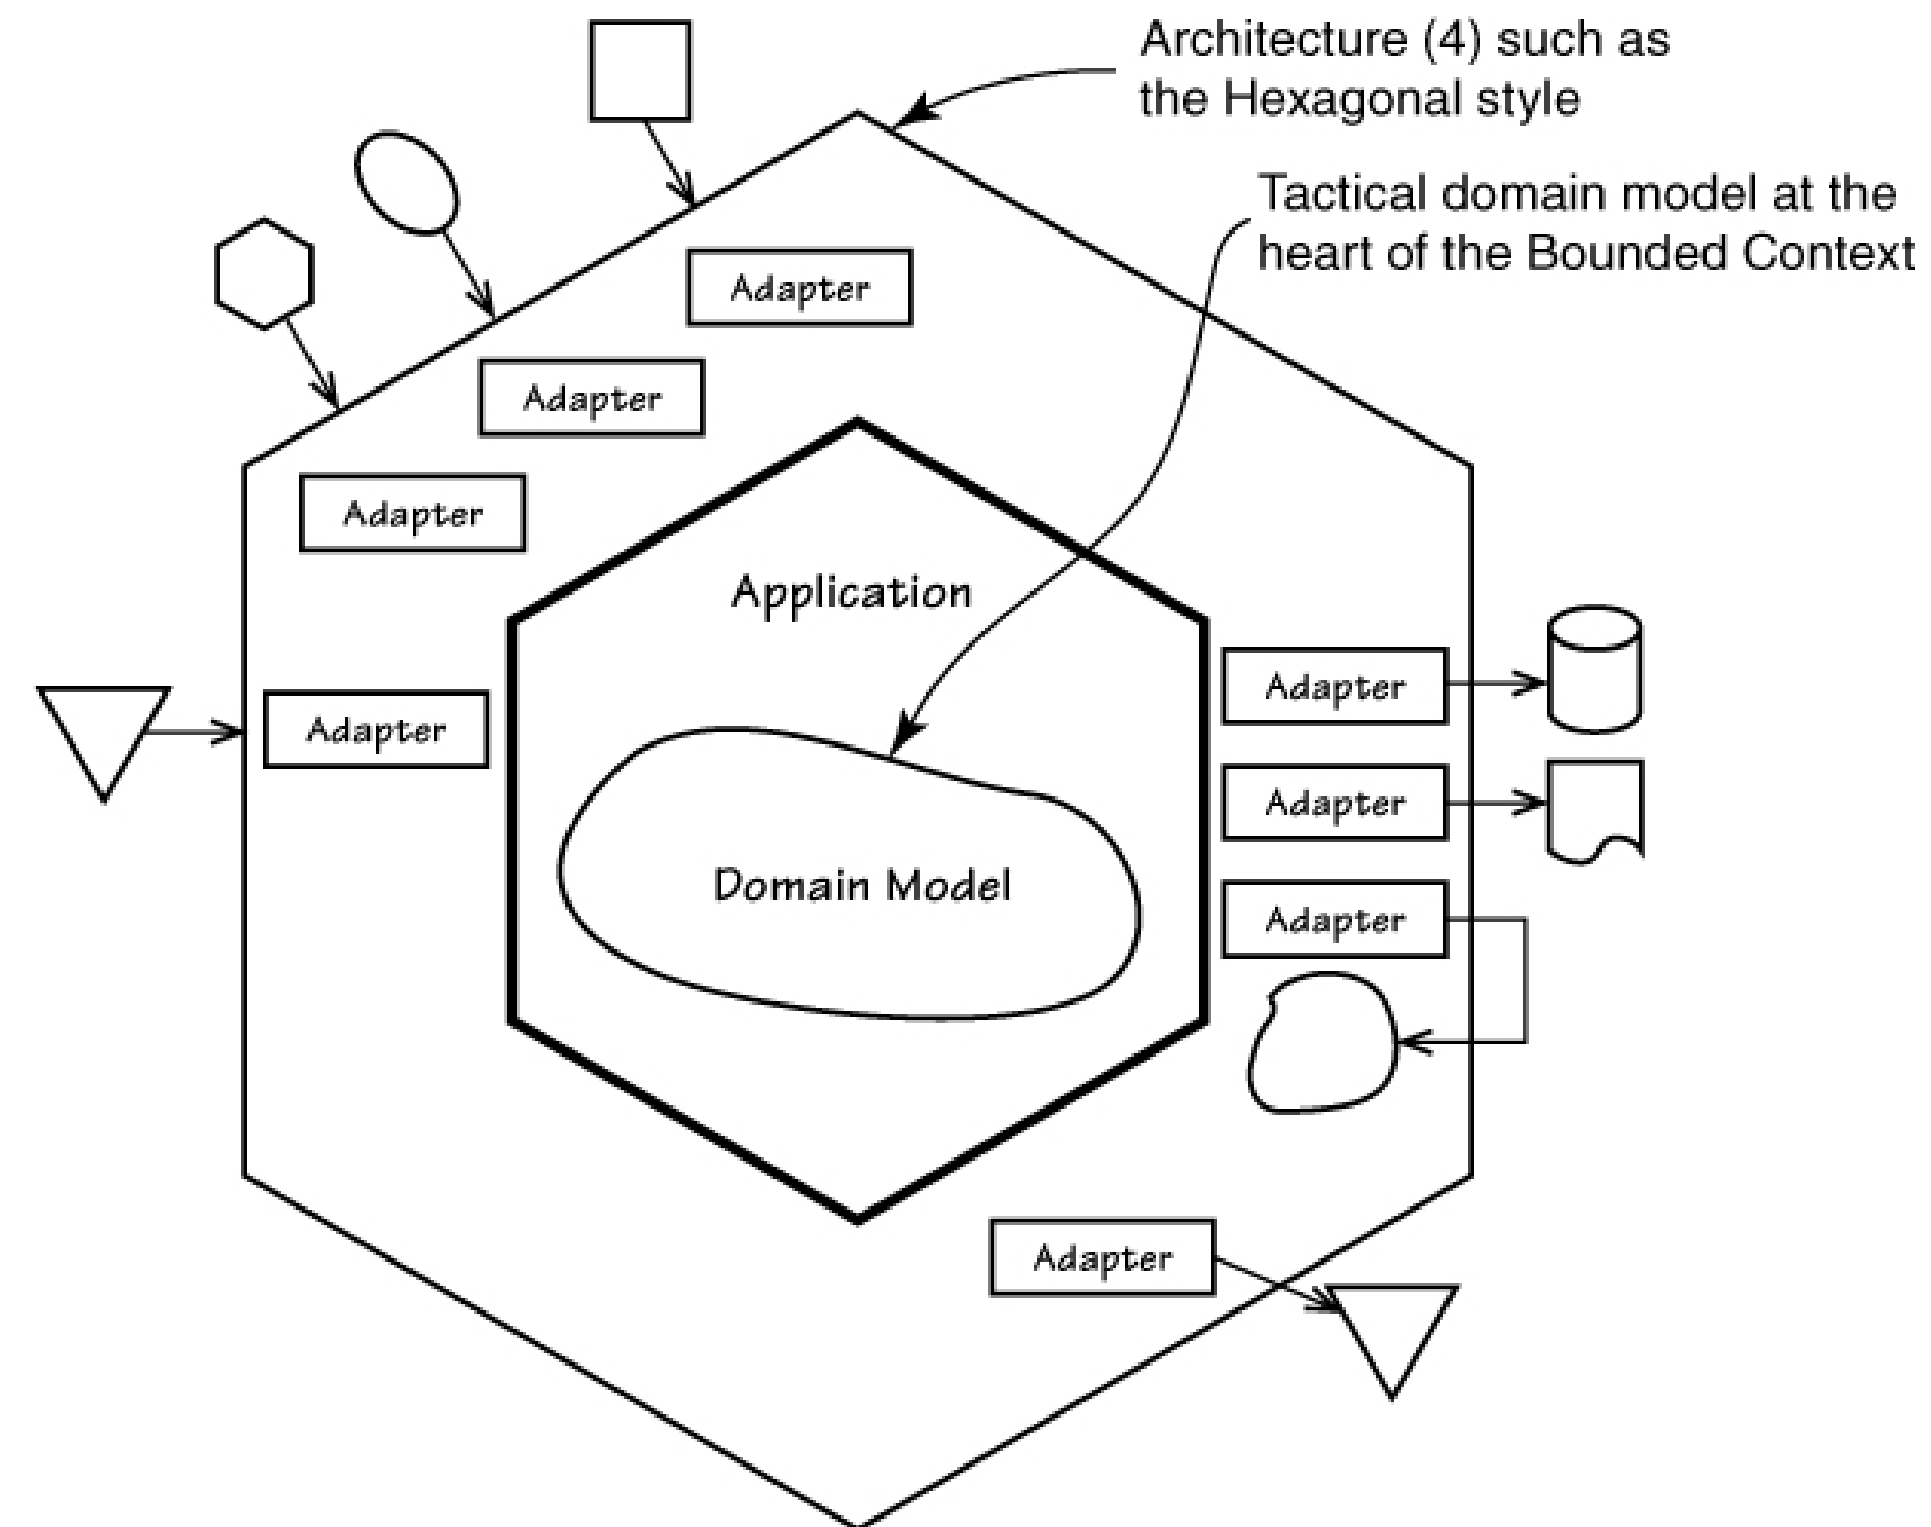 Architecture (4) such as
the Hexagonal style
Tactical domain model at the
heart of the Bounded Context
Adapter
Adapter
Adapter
Application
Adapter
Adapter
Adapter
Domain Model
Adapter
Adapter